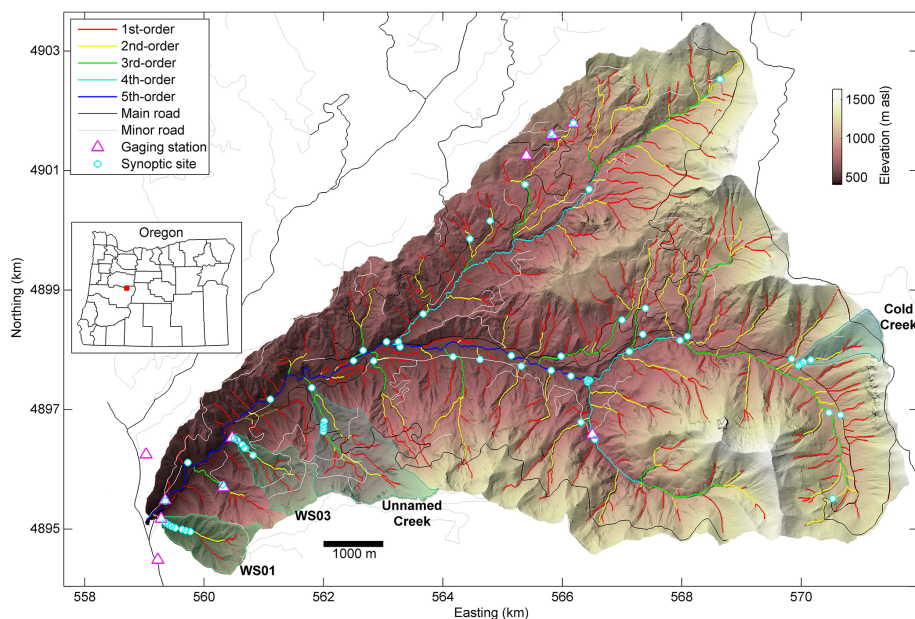 1st-order
2nd-order
3rd-order
4th-order
5th-order
Main road
Minor road
Gaging station
Synoptic site
Oregon
1500
1000
500
Elevation (m asl)
4903
4901
4899
4897
4895
Northing (km)
Cold
Creek
Unnamed
Creek
WS03
WS01
1000 m
558
560
562
564
566
568
570
Easting (km)